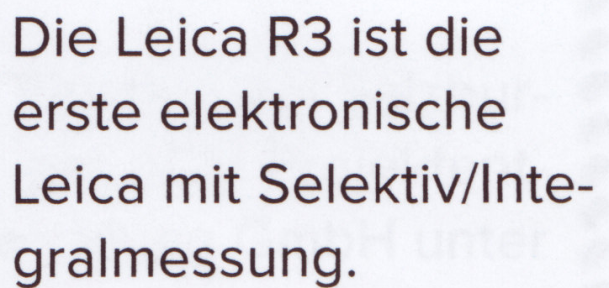 Die Leica R3 ist die
erste elektronische
Leica mit Selektiv/Inte-
gralmessung.